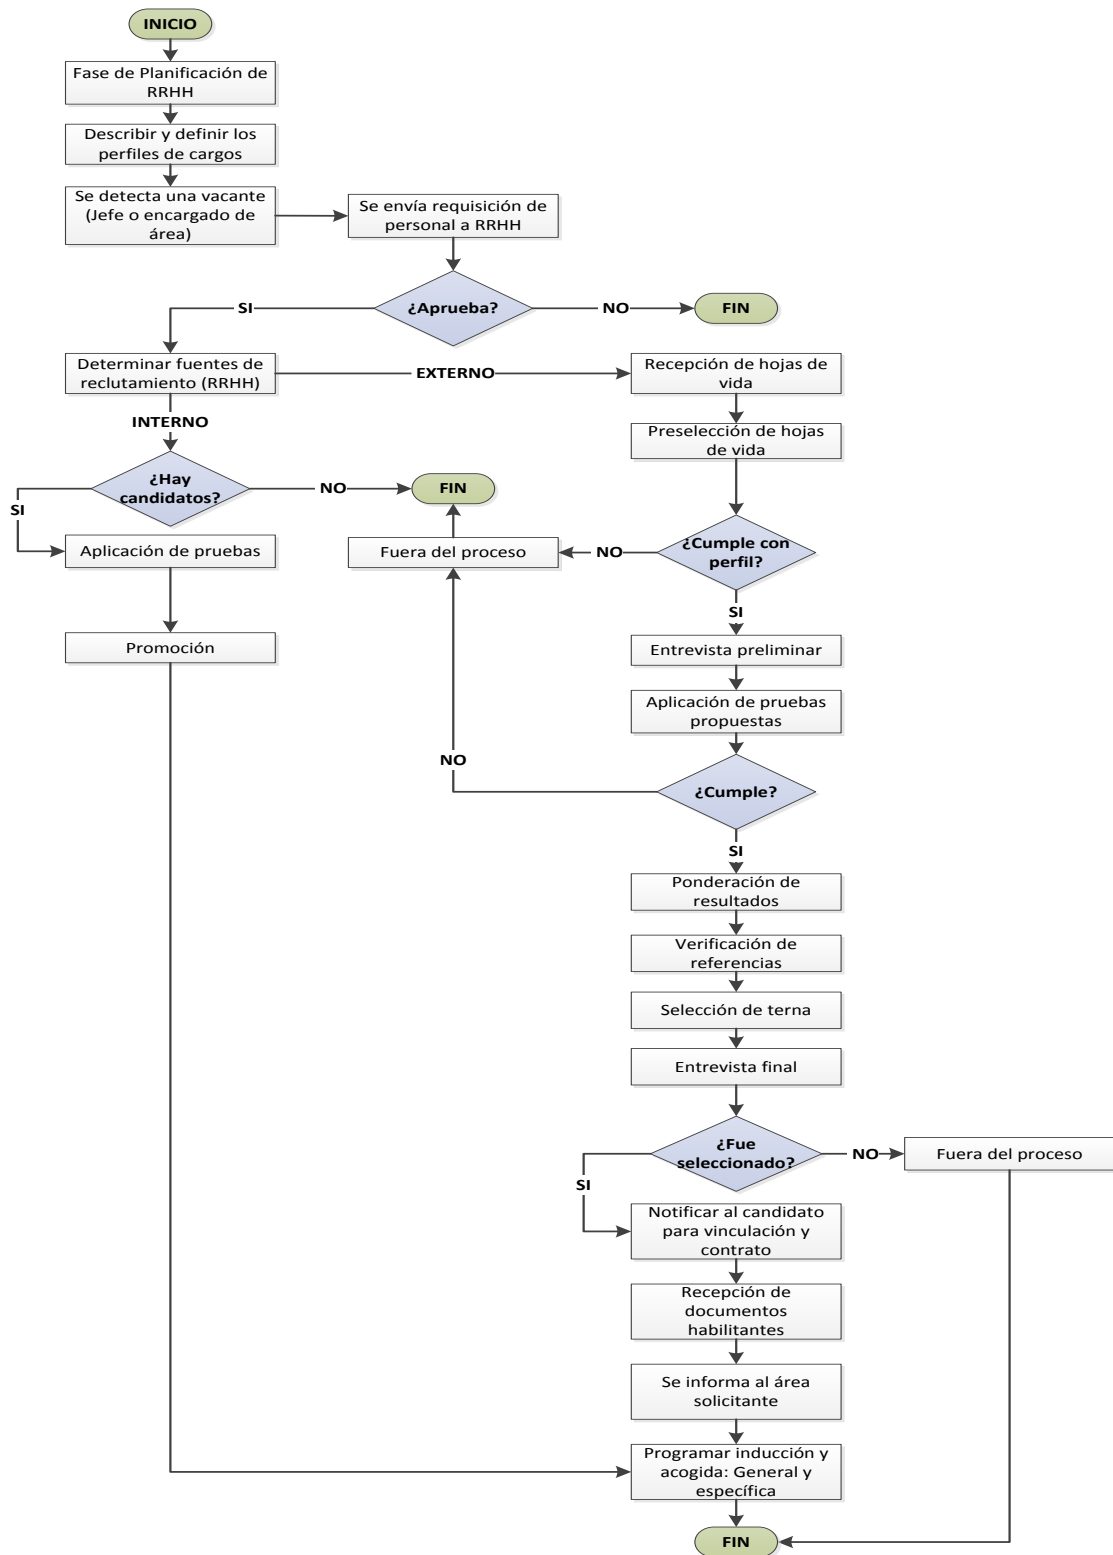 INICIO
Fase de Planificación de
RRHH
Describir y definir los
perfiles de cargos
Se detecta una vacante
(Jefe o encargado de
área)
Se envía requisición de
personal a RRHH
¿Aprueba?
SI
NO
FIN
Determinar fuentes de
reclutamiento (RRHH)
EXTERNO
Recepción de hojas de
vida
INTERNO
Preselección de hojas
de vida
¿Hay
candidatos?
NO
FIN
SI
Aplicación de pruebas
Fuera del proceso
NO
¿Cumple con
perfil?
SI
Promoción
Entrevista preliminar
Aplicación de pruebas
propuestas
NO
¿Cumple?
SI
Ponderación de
resultados
Verificación de
referencias
Selección de terna
Entrevista final
¿Fue
seleccionado?
NO
Fuera del proceso
SI
Notificar al candidato
para vinculación y
contrato
Recepción de
documentos
habilitantes
Se informa al área
solicitante
Programar inducción y
acogida: General y
específica
FIN